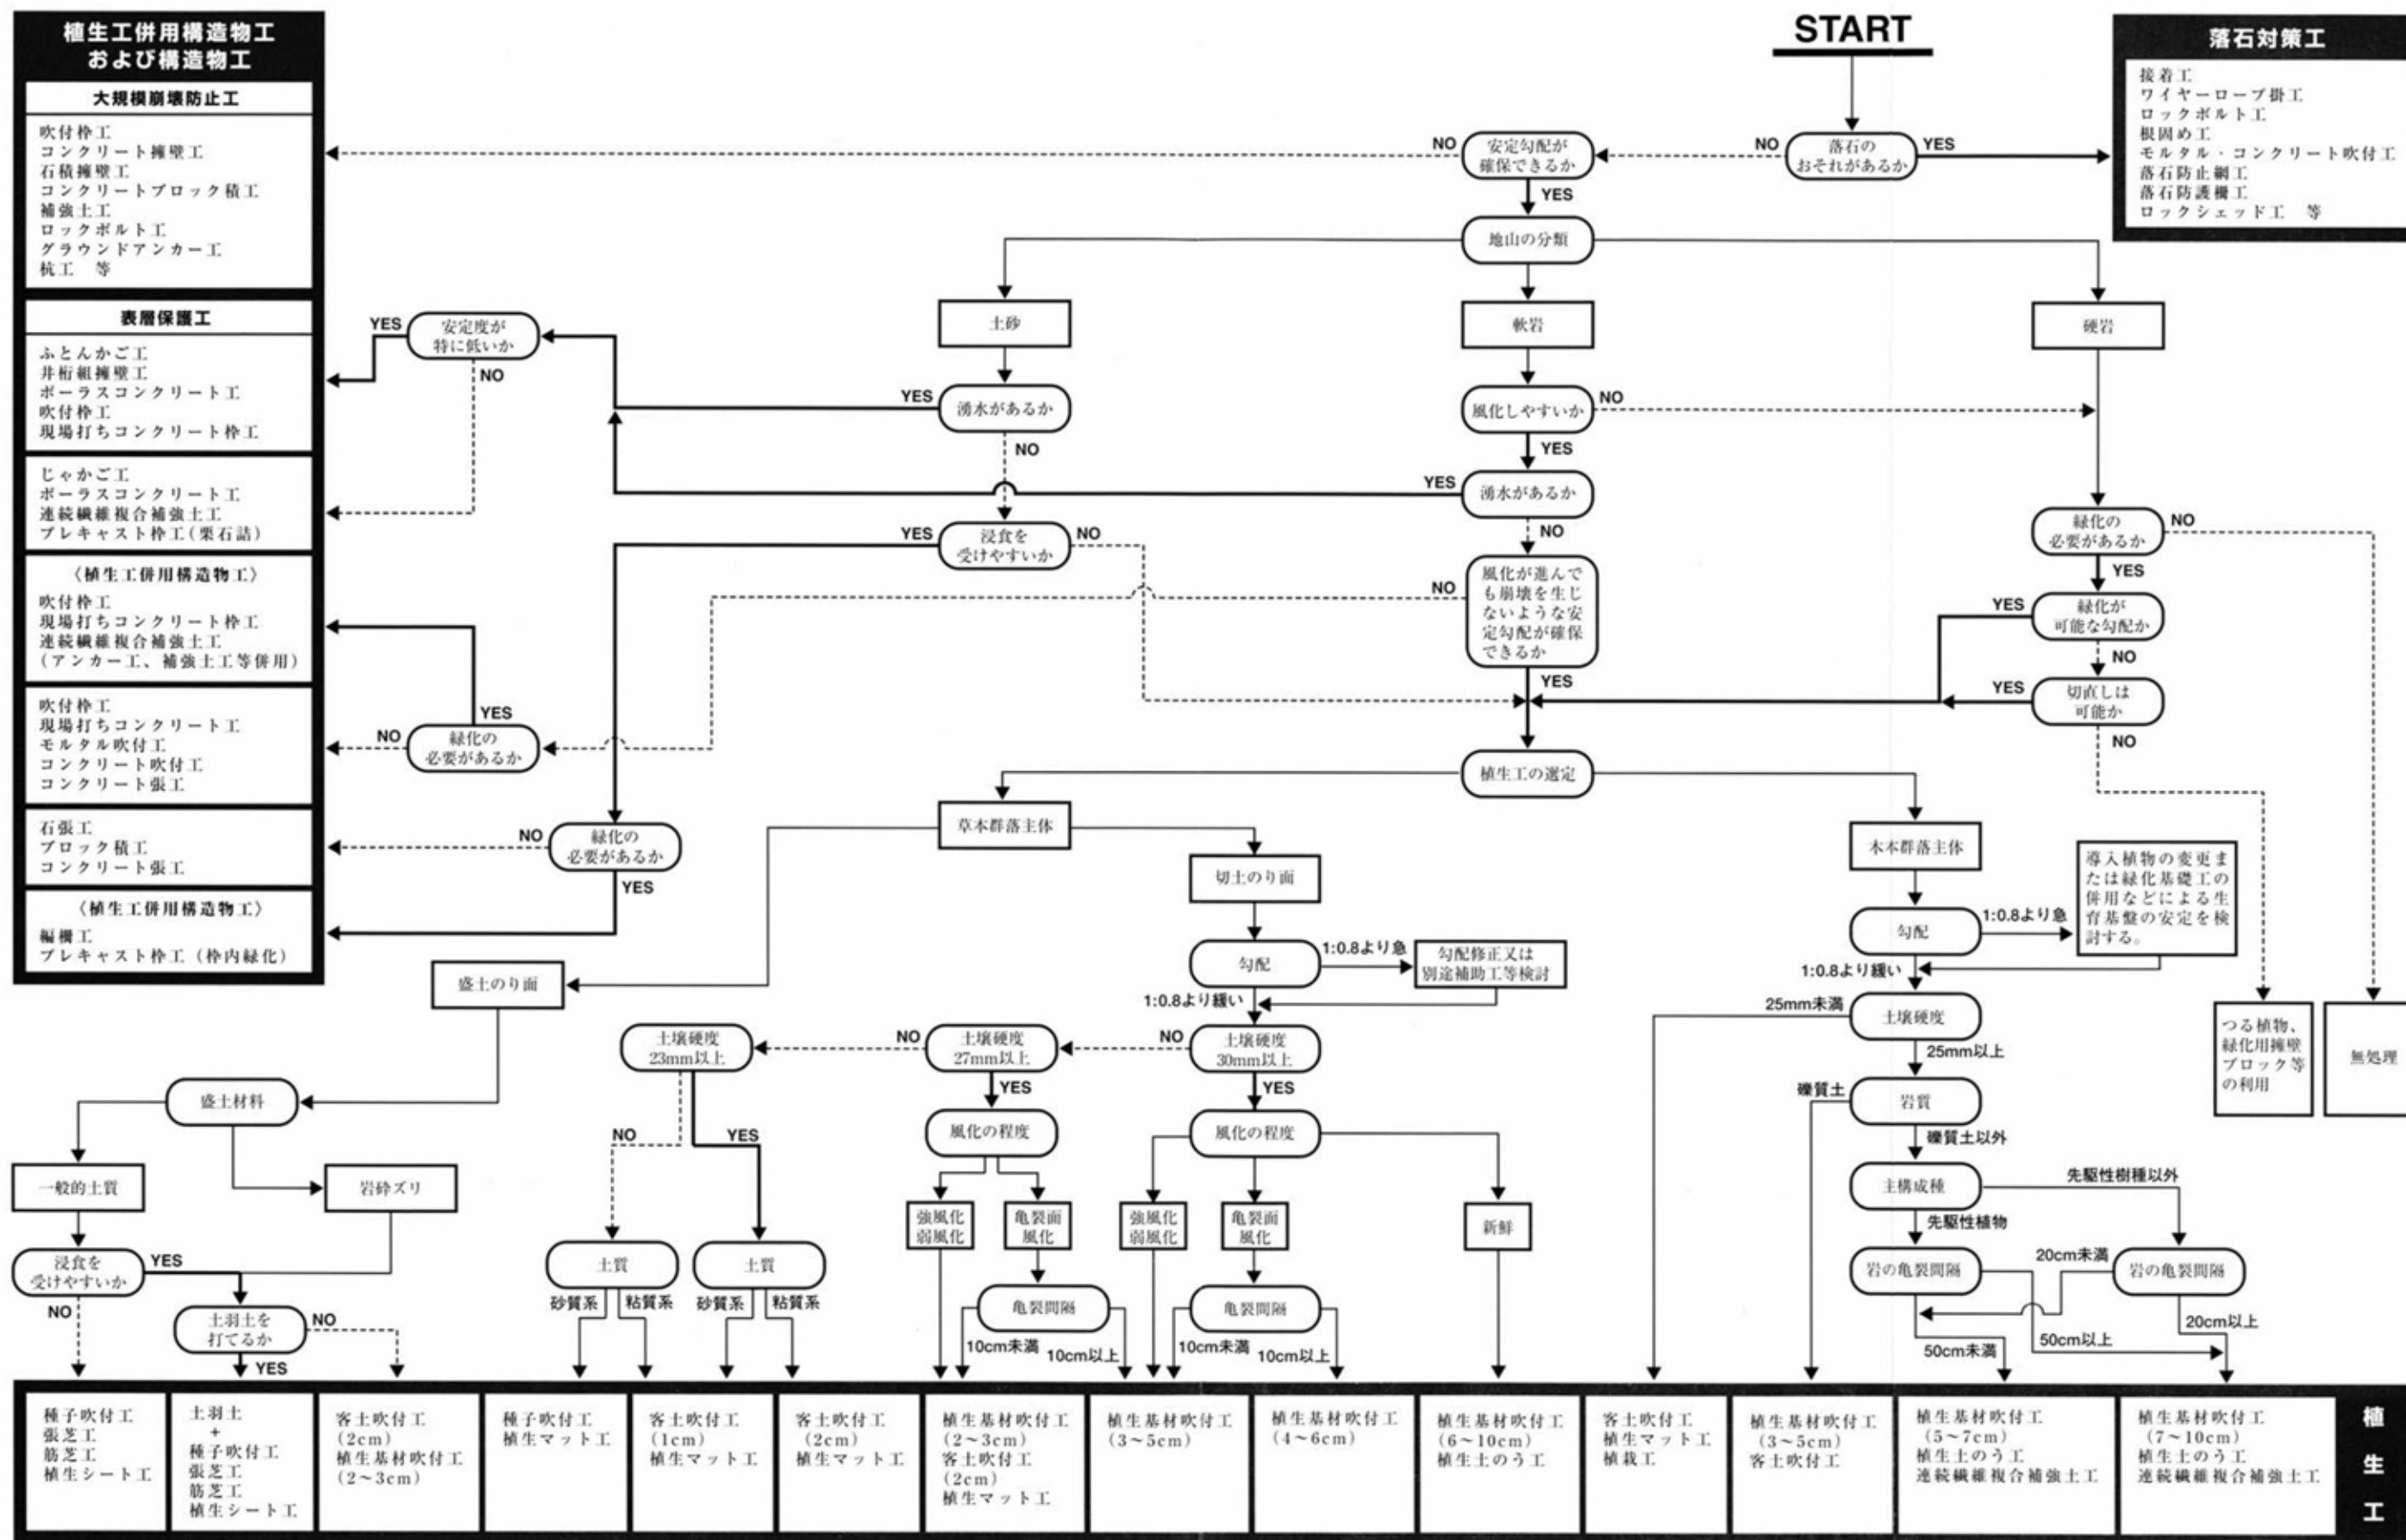 植生工併用構造物工
および構造物工
大規模崩壊防止工
吹付枠工
コンクリート擁壁工
石積擁壁工
コンクリートブロック積工
補強土工
ロックボルト工
グラウンドアンカー工
杭工　等
表層保護工
ふとんかご工
井桁組擁壁工
ポーラスコンクリート工
吹付枠工
現場打ちコンクリート枠工
じゃかご工
ポーラスコンクリート工
連続繊維複合補強土工
プレキャスト枠工(栗石詰)
〈植生工併用構造物工〉
吹付枠工
現場打ちコンクリート枠工
連続繊維複合補強土工
(アンカー工、補強土工等併用)
吹付枠工
現場打ちコンクリート工
モルタル吹付工
コンクリート吹付工
コンクリート張工
石張工
ブロック積工
コンクリート張工
〈植生工併用構造物工〉
編柵工
プレキャスト枠工(枠内緑化)
START
落石対策工
接着工
ワイヤーロープ掛工
ロックボルト工
根固め工
モルタル・コンクリート吹付工
落石防止網工
落石防護柵工
ロックシェッド工　等
落石の
おそれがあるか
YES
NO
安定勾配が
確保できるか
NO
YES
地山の分類
土砂
軟岩
硬岩
安定度が
特に低いか
YES
NO
湧水があるか
YES
NO
風化しやすいか
NO
YES
湧水があるか
YES
NO
浸食を
受けやすいか
YES
NO
風化が進んで
も崩壊を生じ
ないような安
定勾配が確保
できるか
NO
YES
緑化の
必要があるか
NO
YES
緑化が
可能な勾配か
YES
NO
切直しは
可能か
YES
NO
緑化の
必要があるか
YES
NO
緑化の
必要があるか
NO
YES
植生工の選定
草本群落主体
木本群落主体
切土のり面
盛土のり面
勾配
1:0.8より急
勾配修正又は
別途補助工等検討
1:0.8より緩い
土壌硬度
30mm以上
NO
YES
土壌硬度
27mm以上
NO
YES
土壌硬度
23mm以上
NO
YES
風化の程度
風化の程度
強風化
弱風化
亀裂面
風化
強風化
弱風化
亀裂面
風化
新鮮
亀裂間隔
10cm未満
10cm以上
亀裂間隔
10cm未満
10cm以上
土質
砂質系
粘質系
土質
砂質系
粘質系
盛土材料
一般的土質
岩砕ズリ
浸食を
受けやすいか
YES
NO
土羽土を
打てるか
NO
YES
勾配
1:0.8より急
導入植物の変更ま
たは緑化基礎工の
併用などによる生
育基盤の安定を検
討する。
1:0.8より緩い
土壌硬度
25mm未満
25mm以上
岩質
礫質土
礫質土以外
主構成種
先駆性樹種以外
先駆性植物
岩の亀裂間隔
20cm未満
岩の亀裂間隔
20cm以上
50cm以上
50cm未満
つる植物、
緑化用擁壁
ブロック等
の利用
無処理
種子吹付工
張芝工
筋芝工
植生シート工
土羽土
+
種子吹付工
張芝工
筋芝工
植生シート工
客土吹付工
(2cm)
植生基材吹付工
(2～3cm)
種子吹付工
植生マット工
客土吹付工
(1cm)
植生マット工
客土吹付工
(2cm)
植生マット工
植生基材吹付工
(2～3cm)
客土吹付工
(2cm)
植生マット工
植生基材吹付工
(3～5cm)
植生基材吹付工
(4～6cm)
植生基材吹付工
(6～10cm)
植生土のう工
客土吹付工
植生マット工
植栽工
植生基材吹付工
(3～5cm)
客土吹付工
植生基材吹付工
(5～7cm)
植生土のう工
連続繊維複合補強土工
植生基材吹付工
(7～10cm)
植生土のう工
連続繊維複合補強土工
植
生
工